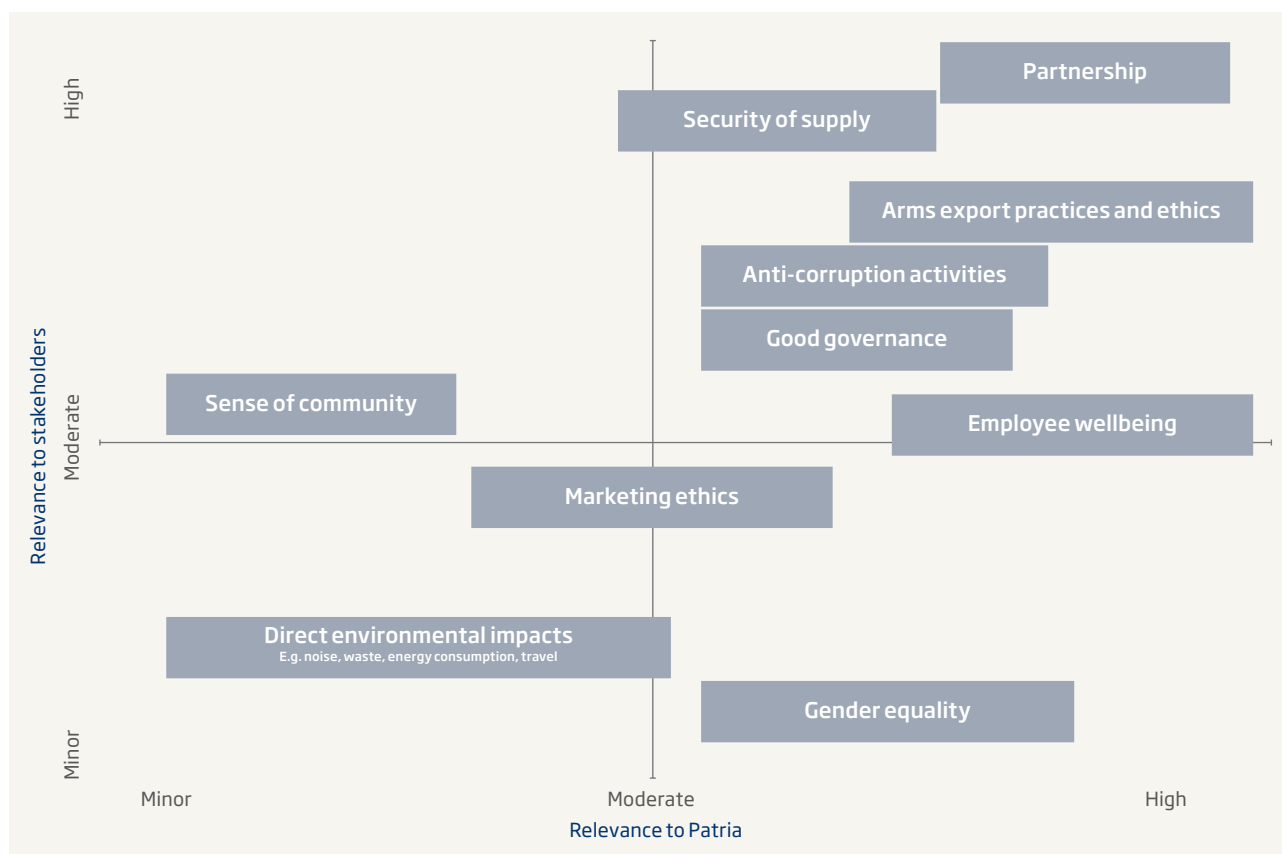 High
Partnership
Security of supply
Arms export practices and ethics
Anti-corruption activities
Good governance
Relevance to stakeholders
Moderate
Sense of community
Employee wellbeing
Marketing ethics
Direct environmental impacts
E.g. noise, waste, energy consumption, travel
Gender equality
Minor
Minor
Moderate
High
Relevance to Patria